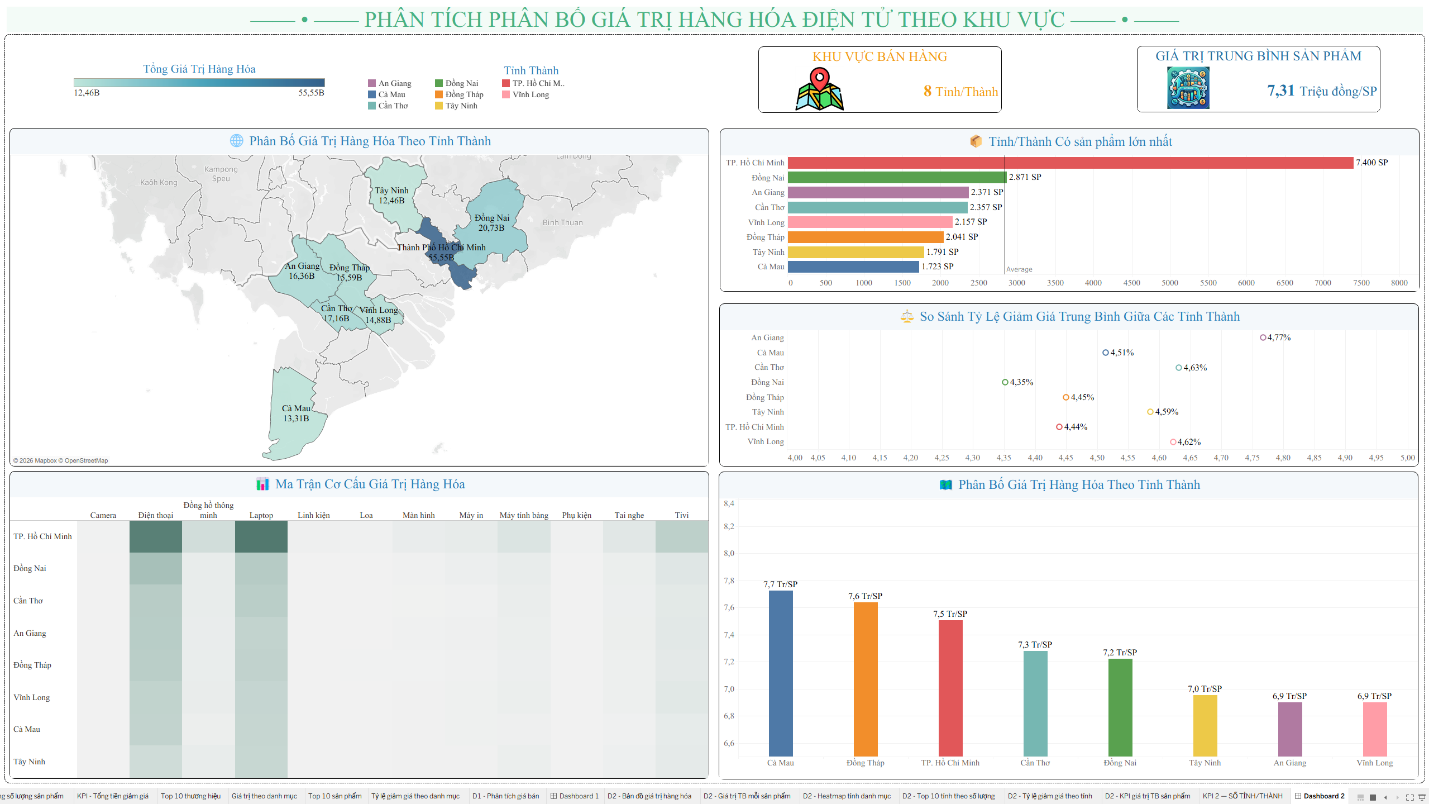 PHÂN TÍCH PHÂN BỐ GIÁ TRỊ HÀNG HÓA ĐIỆN TỬ THEO KHU VỰC
Tổng Giá Trị Hàng Hóa
12,46B 55,55B
Tỉnh Thành
An Giang Đồng Nai TP. Hồ Chí M..
Cà Mau Đồng Tháp Vĩnh Long
Cần Thơ Tây Ninh
KHU VỰC BÁN HÀNG
8 Tỉnh/Thành
GIÁ TRỊ TRUNG BÌNH SẢN PHẨM
7,31 Triệu đồng/SP
Phân Bố Giá Trị Hàng Hóa Theo Tỉnh Thành
Kaôh Kong
Kampong Speu
Lâm Đồng
Bình Thuận
Tây Ninh
12,46B
Đồng Nai
20,73B
Thành Phố Hồ Chí Minh
55,55B
An Giang
16,36B
Đồng Tháp
15,59B
Cần Thơ
17,16B
Vĩnh Long
14,88B
Cà Mau
13,31B
© 2026 Mapbox © OpenStreetMap
Tỉnh/Thành Có sản phẩm lớn nhất
TP. Hồ Chí Minh 7.400 SP
Đồng Nai 2.871 SP
An Giang 2.371 SP
Cần Thơ 2.357 SP
Vĩnh Long 2.157 SP
Đồng Tháp 2.041 SP
Tây Ninh 1.791 SP
Cà Mau 1.723 SP
Average
0 500 1000 1500 2000 2500 3000 3500 4000 4500 5000 5500 6000 6500 7000 7500 8000
So Sánh Tỷ Lệ Giảm Giá Trung Bình Giữa Các Tỉnh Thành
An Giang 4,77%
Cà Mau 4,51%
Cần Thơ 4,63%
Đồng Nai 4,35%
Đồng Tháp 4,45%
Tây Ninh 4,59%
TP. Hồ Chí Minh 4,44%
Vĩnh Long 4,62%
4,00 4,05 4,10 4,15 4,20 4,25 4,30 4,35 4,40 4,45 4,50 4,55 4,60 4,65 4,70 4,75 4,80 4,85 4,90 4,95 5,00
Ma Trận Cơ Cấu Giá Trị Hàng Hóa
Camera Điện thoại Đồng hồ thông minh Laptop Linh kiện Loa Màn hình Máy in Máy tính bảng Phụ kiện Tai nghe Tivi
TP. Hồ Chí Minh
Đồng Nai
Cần Thơ
An Giang
Đồng Tháp
Vĩnh Long
Cà Mau
Tây Ninh
Phân Bố Giá Trị Hàng Hóa Theo Tỉnh Thành
8,4
8,2
8,0
7,8
7,6
7,4
7,2
7,0
6,8
6,6
7,7 Tr/SP 7,6 Tr/SP 7,5 Tr/SP 7,3 Tr/SP 7,2 Tr/SP 7,0 Tr/SP 6,9 Tr/SP 6,9 Tr/SP
Cà Mau Đồng Tháp TP. Hồ Chí Minh Cần Thơ Đồng Nai Tây Ninh An Giang Vĩnh Long
số lượng sản phẩm KPI - Tổng tiền giảm giá Top 10 thương hiệu Giá trị theo danh mục Top 10 sản phẩm Tỷ lệ giảm giá theo danh mục D1 - Phân tích giá bán Dashboard 1 D2 - Bản đồ giá trị hàng hóa D2 - Giá trị TB mỗi sản phẩm D2 - Heatmap tỉnh danh mục D2 - Top 10 tỉnh theo số lượng D2 - Tỷ lệ giảm giá theo tỉnh D2 - KPI giá trị TB sản phẩm KPI 2 — SỐ TỈNH/THÀNH Dashboard 2